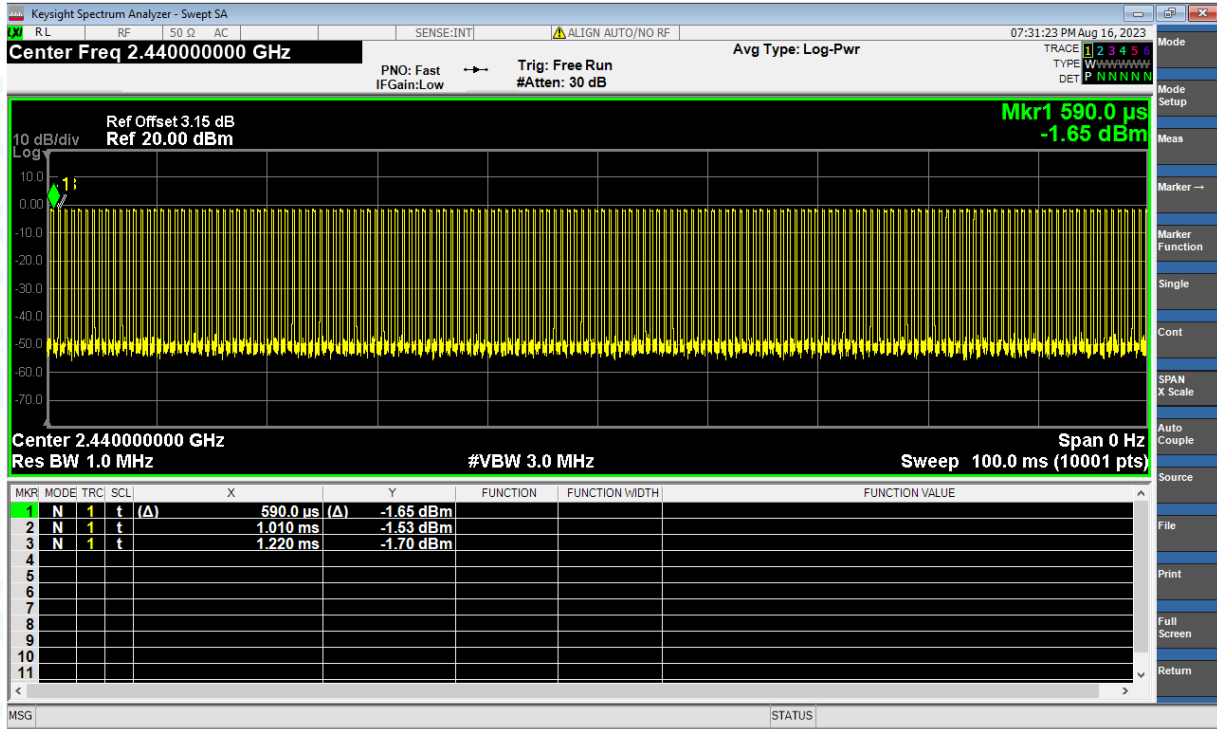 Keysight Spectrum Analyzer - Swept SA
LXI RL RF 50 Ω AC SENSE:INT ALIGN AUTO/NO RF 07:31:23 PM Aug 16, 2023
Center Freq 2.440000000 GHz Avg Type: Log-Pwr TRACE 1 2 3 4 5 6
PNO: Fast Trig: Free Run TYPE WWWWWW
IFGain:Low #Atten: 30 dB DET P N N N N N
Mkr1 590.0 µs
Ref Offset 3.15 dB
10 dB/div Ref 20.00 dBm -1.65 dBm
Log
10.0
1
0.00
-10.0
-20.0
-30.0
-40.0
-50.0
-60.0
-70.0
Center 2.440000000 GHz Span 0 Hz
Res BW 1.0 MHz #VBW 3.0 MHz Sweep 100.0 ms (10001 pts)
MKR MODE TRC SCL X Y FUNCTION FUNCTION WIDTH FUNCTION VALUE
1 N 1 t (Δ) 590.0 µs (Δ) -1.65 dBm
2 N 1 t 1.010 ms -1.53 dBm
3 N 1 t 1.220 ms -1.70 dBm
4
5
6
7
8
9
10
11
MSG STATUS
Mode
Mode
Setup
Meas
Marker→
Marker
Function
Single
Cont
SPAN
X Scale
Auto
Couple
Source
File
Print
Full
Screen
Return